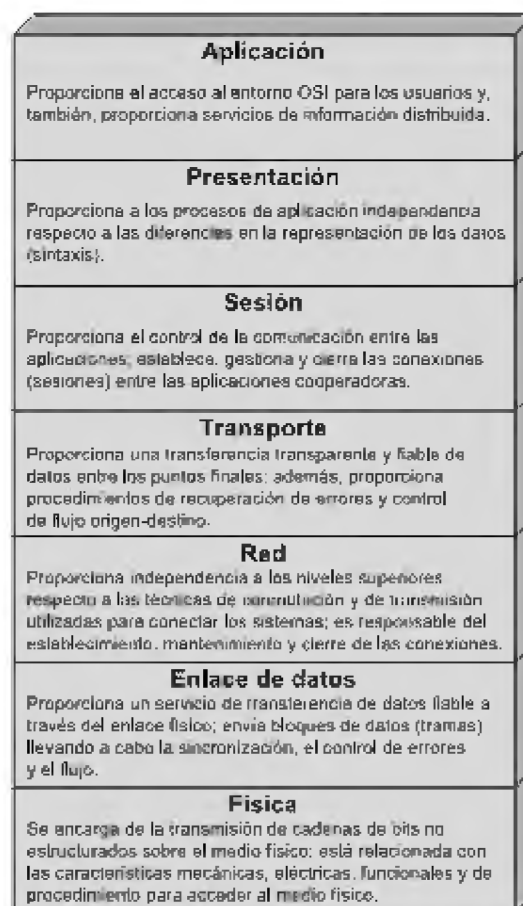 Aplicación
Proporciona el acceso al entorno OSI para los usuarios y,
también, proporciona servicios de información distribuida.
Presentación
Proporciona a los procesos de aplicación independencia
respecto a las diferencias en la representación de los datos
(sintaxis).
Sesión
Proporciona el control de la comunicación entre las
aplicaciones; establece, gestiona y cierra las conexiones
(sesiones) entre las aplicaciones cooperadoras.
Transporte
Proporciona una transferencia transparente y fiable de
datos entre los puntos finales; además, proporciona
procedimientos de recuperación de errores y control
de flujo origen-destino.
Red
Proporciona independencia a los niveles superiores
respecto a las técnicas de conmutación y de transmisión
utilizadas para conectar los sistemas; es responsable del
establecimiento, mantenimiento y cierre de las conexiones.
Enlace de datos
Proporciona un servicio de transferencia de datos fiable a
través del enlace físico; envía bloques de datos (tramas)
llevando a cabo la sincronización, el control de errores
y el flujo.
Física
Se encarga de la transmisión de cadenas de bits no
estructurados sobre el medio físico; está relacionada con
las características mecánicas, eléctricas, funcionales y de
procedimiento para acceder al medio físico.